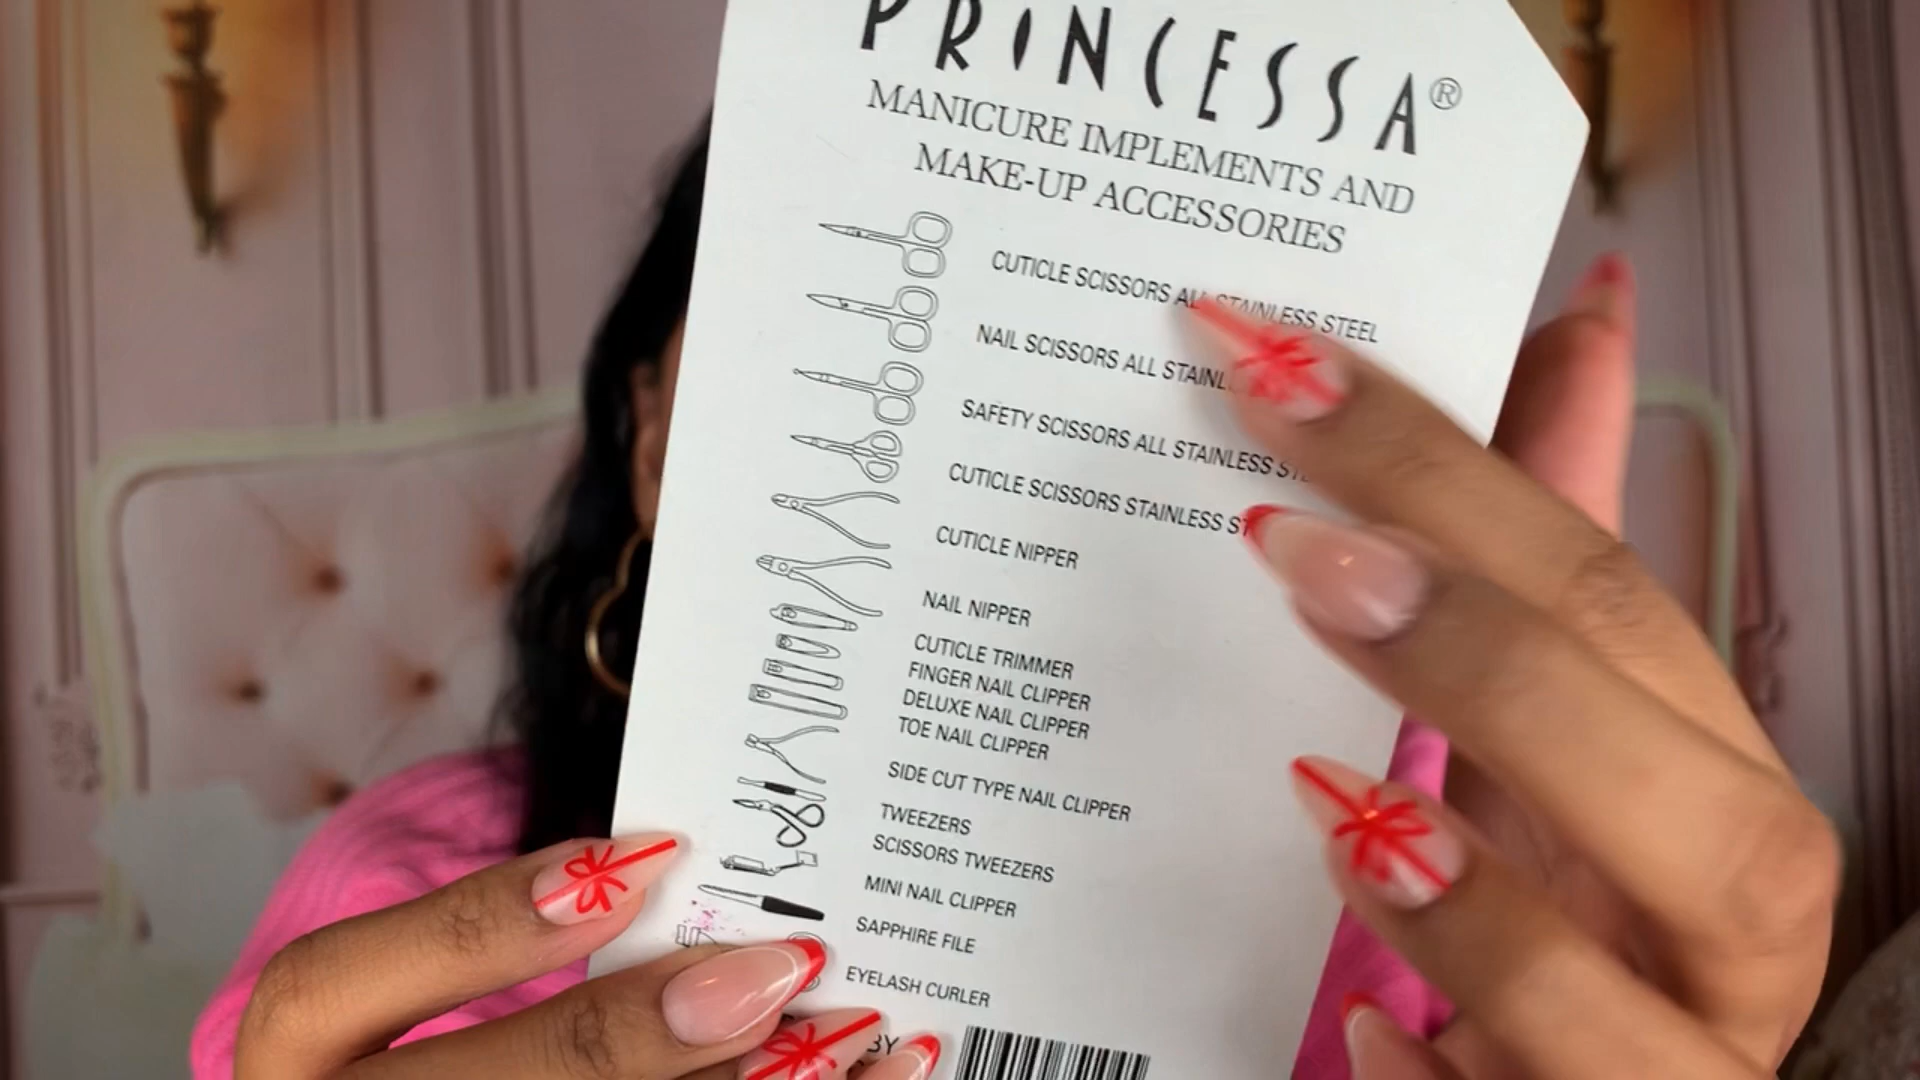 PRINCESSA®
MANICURE IMPLEMENTS AND
MAKE-UP ACCESSORIES
CUTICLE SCISSORS ALL STAINLESS STEEL
NAIL SCISSORS ALL
SAFETY SCISSORS ALL STAINLESS
CUTICLE SCISSORS STAINLESS
CUTICLE NIPPER
NAIL NIPPER
CUTICLE TRIMMER
FINGER NAIL CLIPPER
DELUXE NAIL CLIPPER
TOE NAIL CLIPPER
SIDE CUT TYPE NAIL CLIPPER
TWEEZERS
SCISSORS TWEEZERS
MINI NAIL CLIPPER
SAPPHIRE FILE
EYELASH CURLER
BY